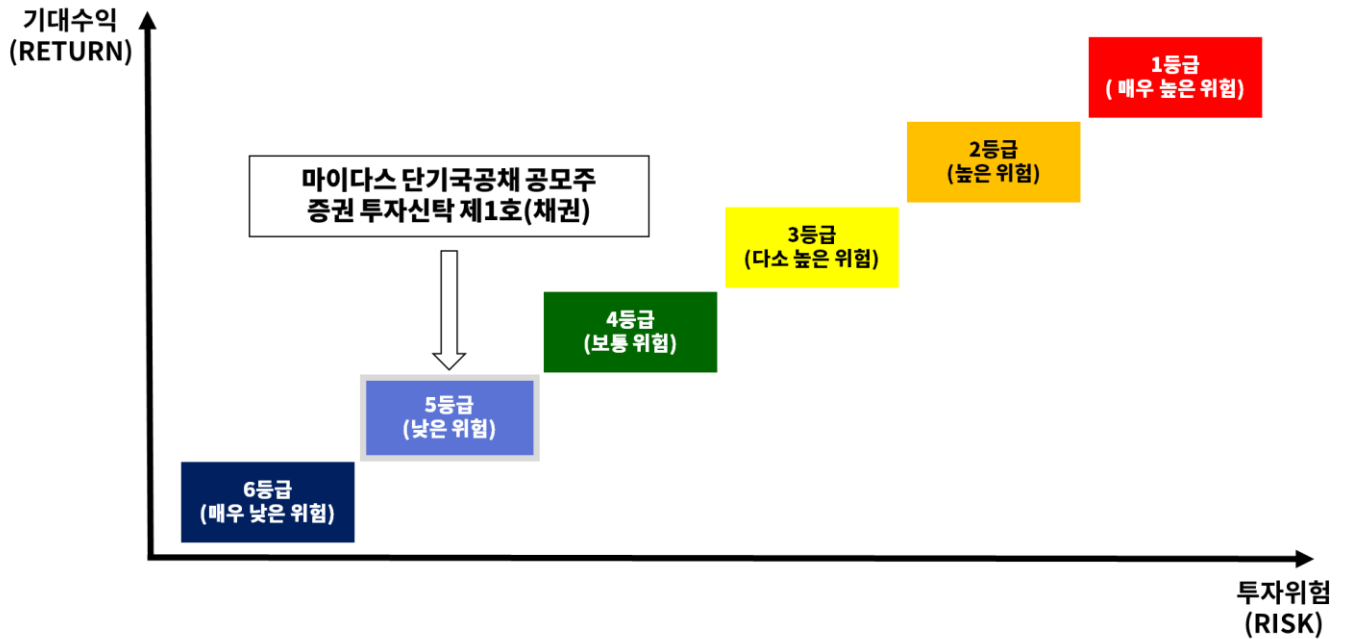 기대수익
(RETURN)
1등급
( 매우 높은 위험)
2등급
(높은 위험)
마이다스 단기국공채 공모주
증권 투자신탁 제1호(채권)
3등급
(다소 높은 위험)
4등급
(보통 위험)
5등급
(낮은 위험)
6등급
(매우 낮은 위험)
투자위험
(RISK)